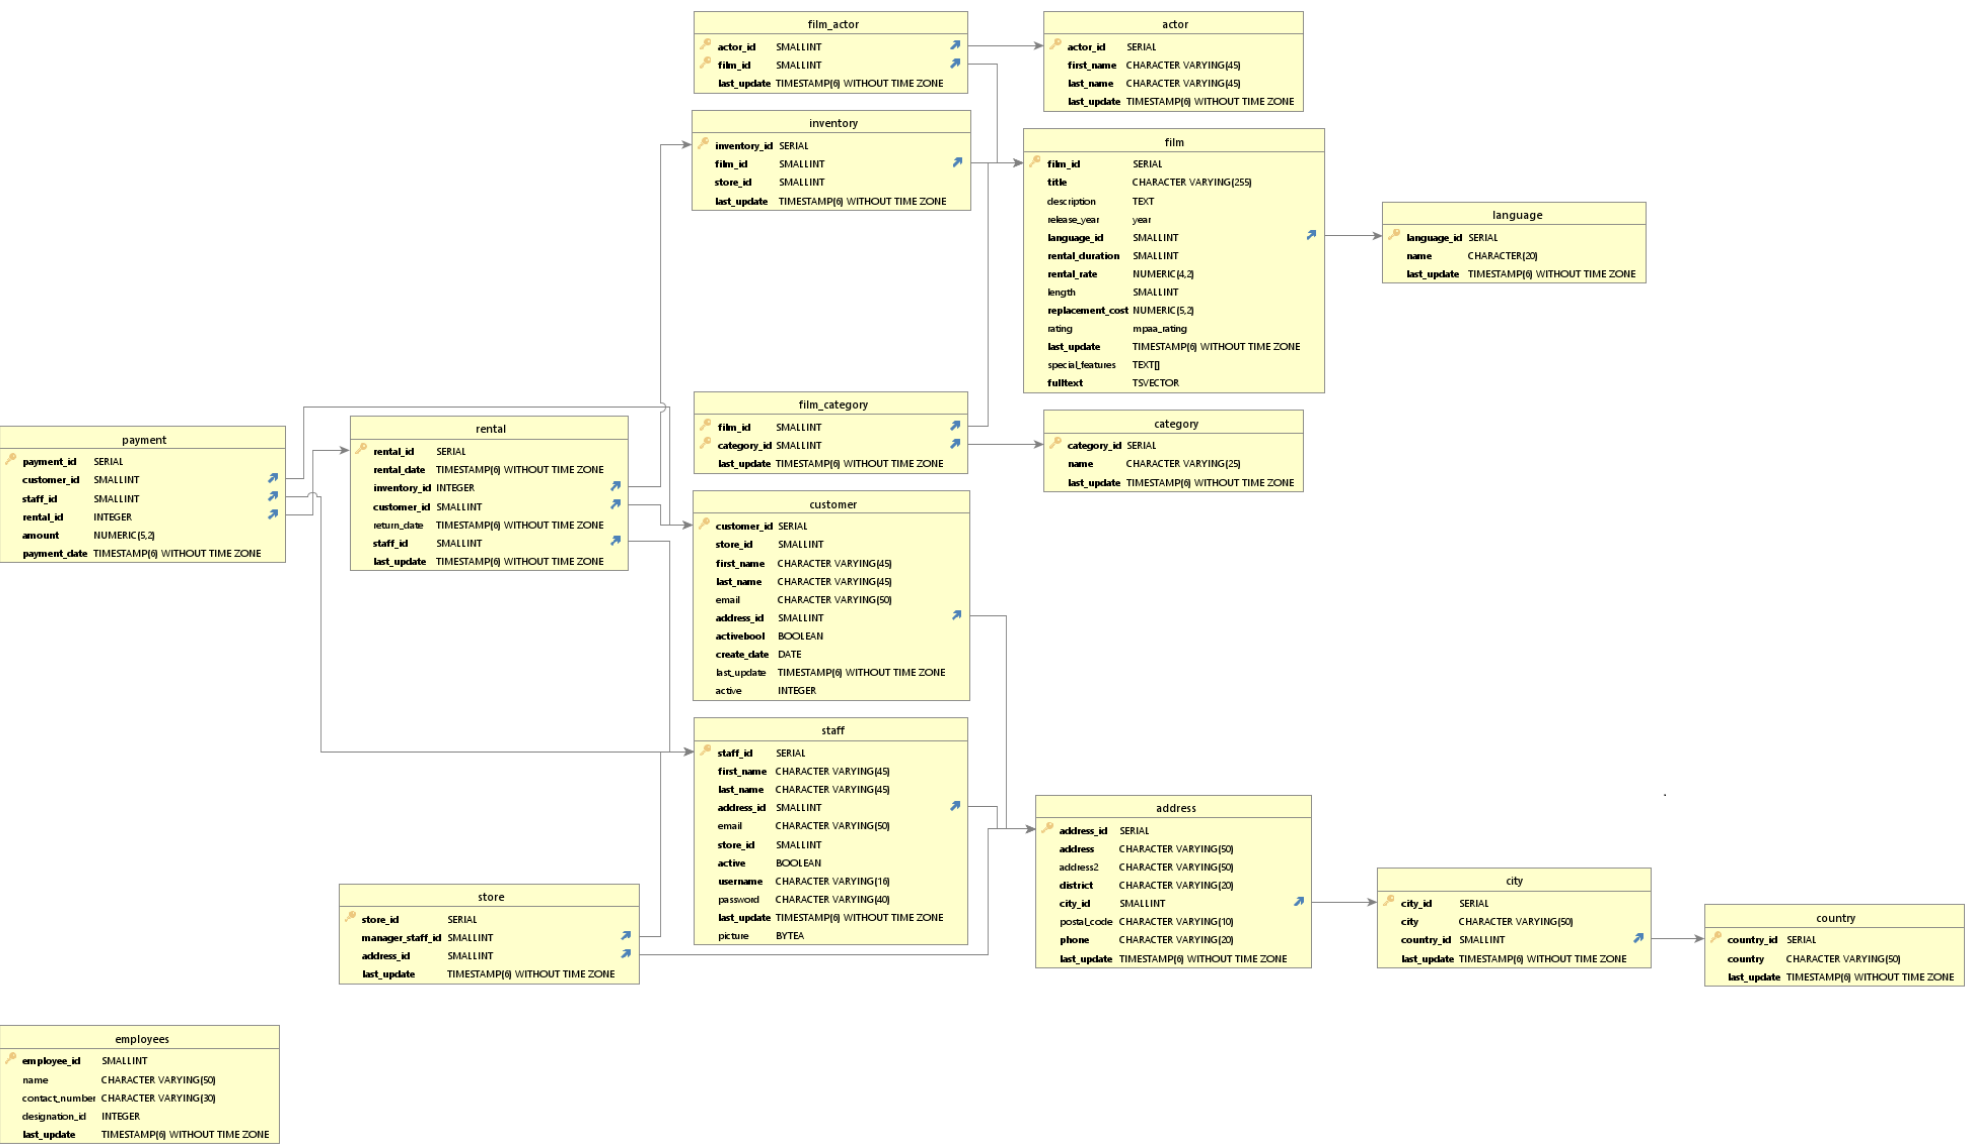 film_actor
actor_id SMALLINT
film_id SMALLINT
last_update TIMESTAMP(6) WITHOUT TIME ZONE
actor
actor_id SERIAL
first_name CHARACTER VARYING(45)
last_name CHARACTER VARYING(45)
last_update TIMESTAMP(6) WITHOUT TIME ZONE
inventory
inventory_id SERIAL
film_id SMALLINT
store_id SMALLINT
last_update TIMESTAMP(6) WITHOUT TIME ZONE
film
film_id SERIAL
title CHARACTER VARYING(255)
description TEXT
release_year year
language_id SMALLINT
rental_duration SMALLINT
rental_rate NUMERIC(4,2)
length SMALLINT
replacement_cost NUMERIC(5,2)
rating mpaa_rating
last_update TIMESTAMP(6) WITHOUT TIME ZONE
special_features TEXT[]
fulltext TSVECTOR
language
language_id SERIAL
name CHARACTER(20)
last_update TIMESTAMP(6) WITHOUT TIME ZONE
film_category
film_id SMALLINT
category_id SMALLINT
last_update TIMESTAMP(6) WITHOUT TIME ZONE
category
category_id SERIAL
name CHARACTER VARYING(25)
last_update TIMESTAMP(6) WITHOUT TIME ZONE
payment
payment_id SERIAL
customer_id SMALLINT
staff_id SMALLINT
rental_id INTEGER
amount NUMERIC(5,2)
payment_date TIMESTAMP(6) WITHOUT TIME ZONE
rental
rental_id SERIAL
rental_date TIMESTAMP(6) WITHOUT TIME ZONE
inventory_id INTEGER
customer_id SMALLINT
return_date TIMESTAMP(6) WITHOUT TIME ZONE
staff_id SMALLINT
last_update TIMESTAMP(6) WITHOUT TIME ZONE
customer
customer_id SERIAL
store_id SMALLINT
first_name CHARACTER VARYING(45)
last_name CHARACTER VARYING(45)
email CHARACTER VARYING(50)
address_id SMALLINT
activebool BOOLEAN
create_date DATE
last_update TIMESTAMP(6) WITHOUT TIME ZONE
active INTEGER
staff
staff_id SERIAL
first_name CHARACTER VARYING(45)
last_name CHARACTER VARYING(45)
address_id SMALLINT
email CHARACTER VARYING(50)
store_id SMALLINT
active BOOLEAN
username CHARACTER VARYING(16)
password CHARACTER VARYING(40)
last_update TIMESTAMP(6) WITHOUT TIME ZONE
picture BYTEA
store
store_id SERIAL
manager_staff_id SMALLINT
address_id SMALLINT
last_update TIMESTAMP(6) WITHOUT TIME ZONE
address
address_id SERIAL
address CHARACTER VARYING(50)
address2 CHARACTER VARYING(50)
district CHARACTER VARYING(20)
city_id SMALLINT
postal_code CHARACTER VARYING(10)
phone CHARACTER VARYING(20)
last_update TIMESTAMP(6) WITHOUT TIME ZONE
city
city_id SERIAL
city CHARACTER VARYING(50)
country_id SMALLINT
last_update TIMESTAMP(6) WITHOUT TIME ZONE
country
country_id SERIAL
country CHARACTER VARYING(50)
last_update TIMESTAMP(6) WITHOUT TIME ZONE
employees
employee_id SMALLINT
name CHARACTER VARYING(50)
contact_number CHARACTER VARYING(30)
designation_id INTEGER
last_update TIMESTAMP(6) WITHOUT TIME ZONE